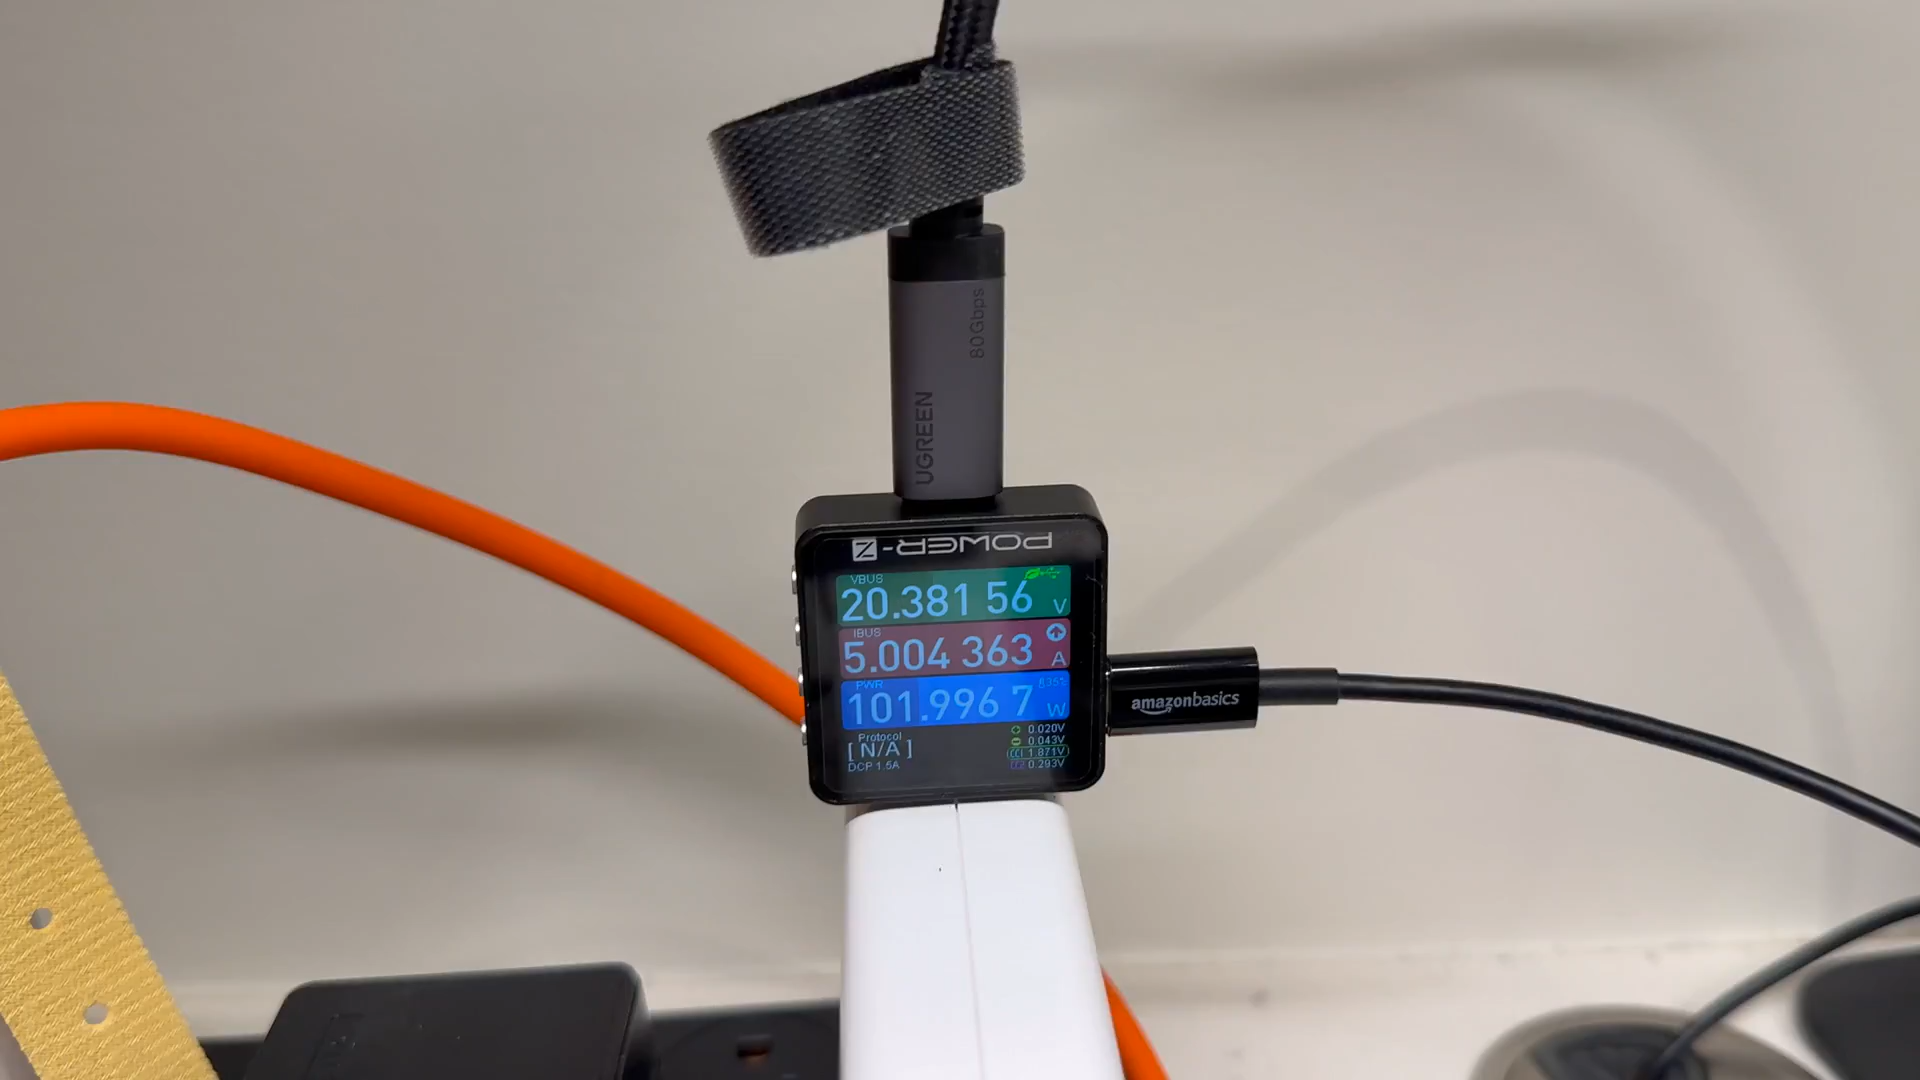 80Gbps
UGREEN
POWER-Z
VBUS
20.381 56 V
IBUS
5.004 363 A
PWR
101.996 7 W
Protocol
[ N/A ]
DCP 1.5A
0.020V
0.043V
CC1 1.871V
CC2 0.293V
amazonbasics